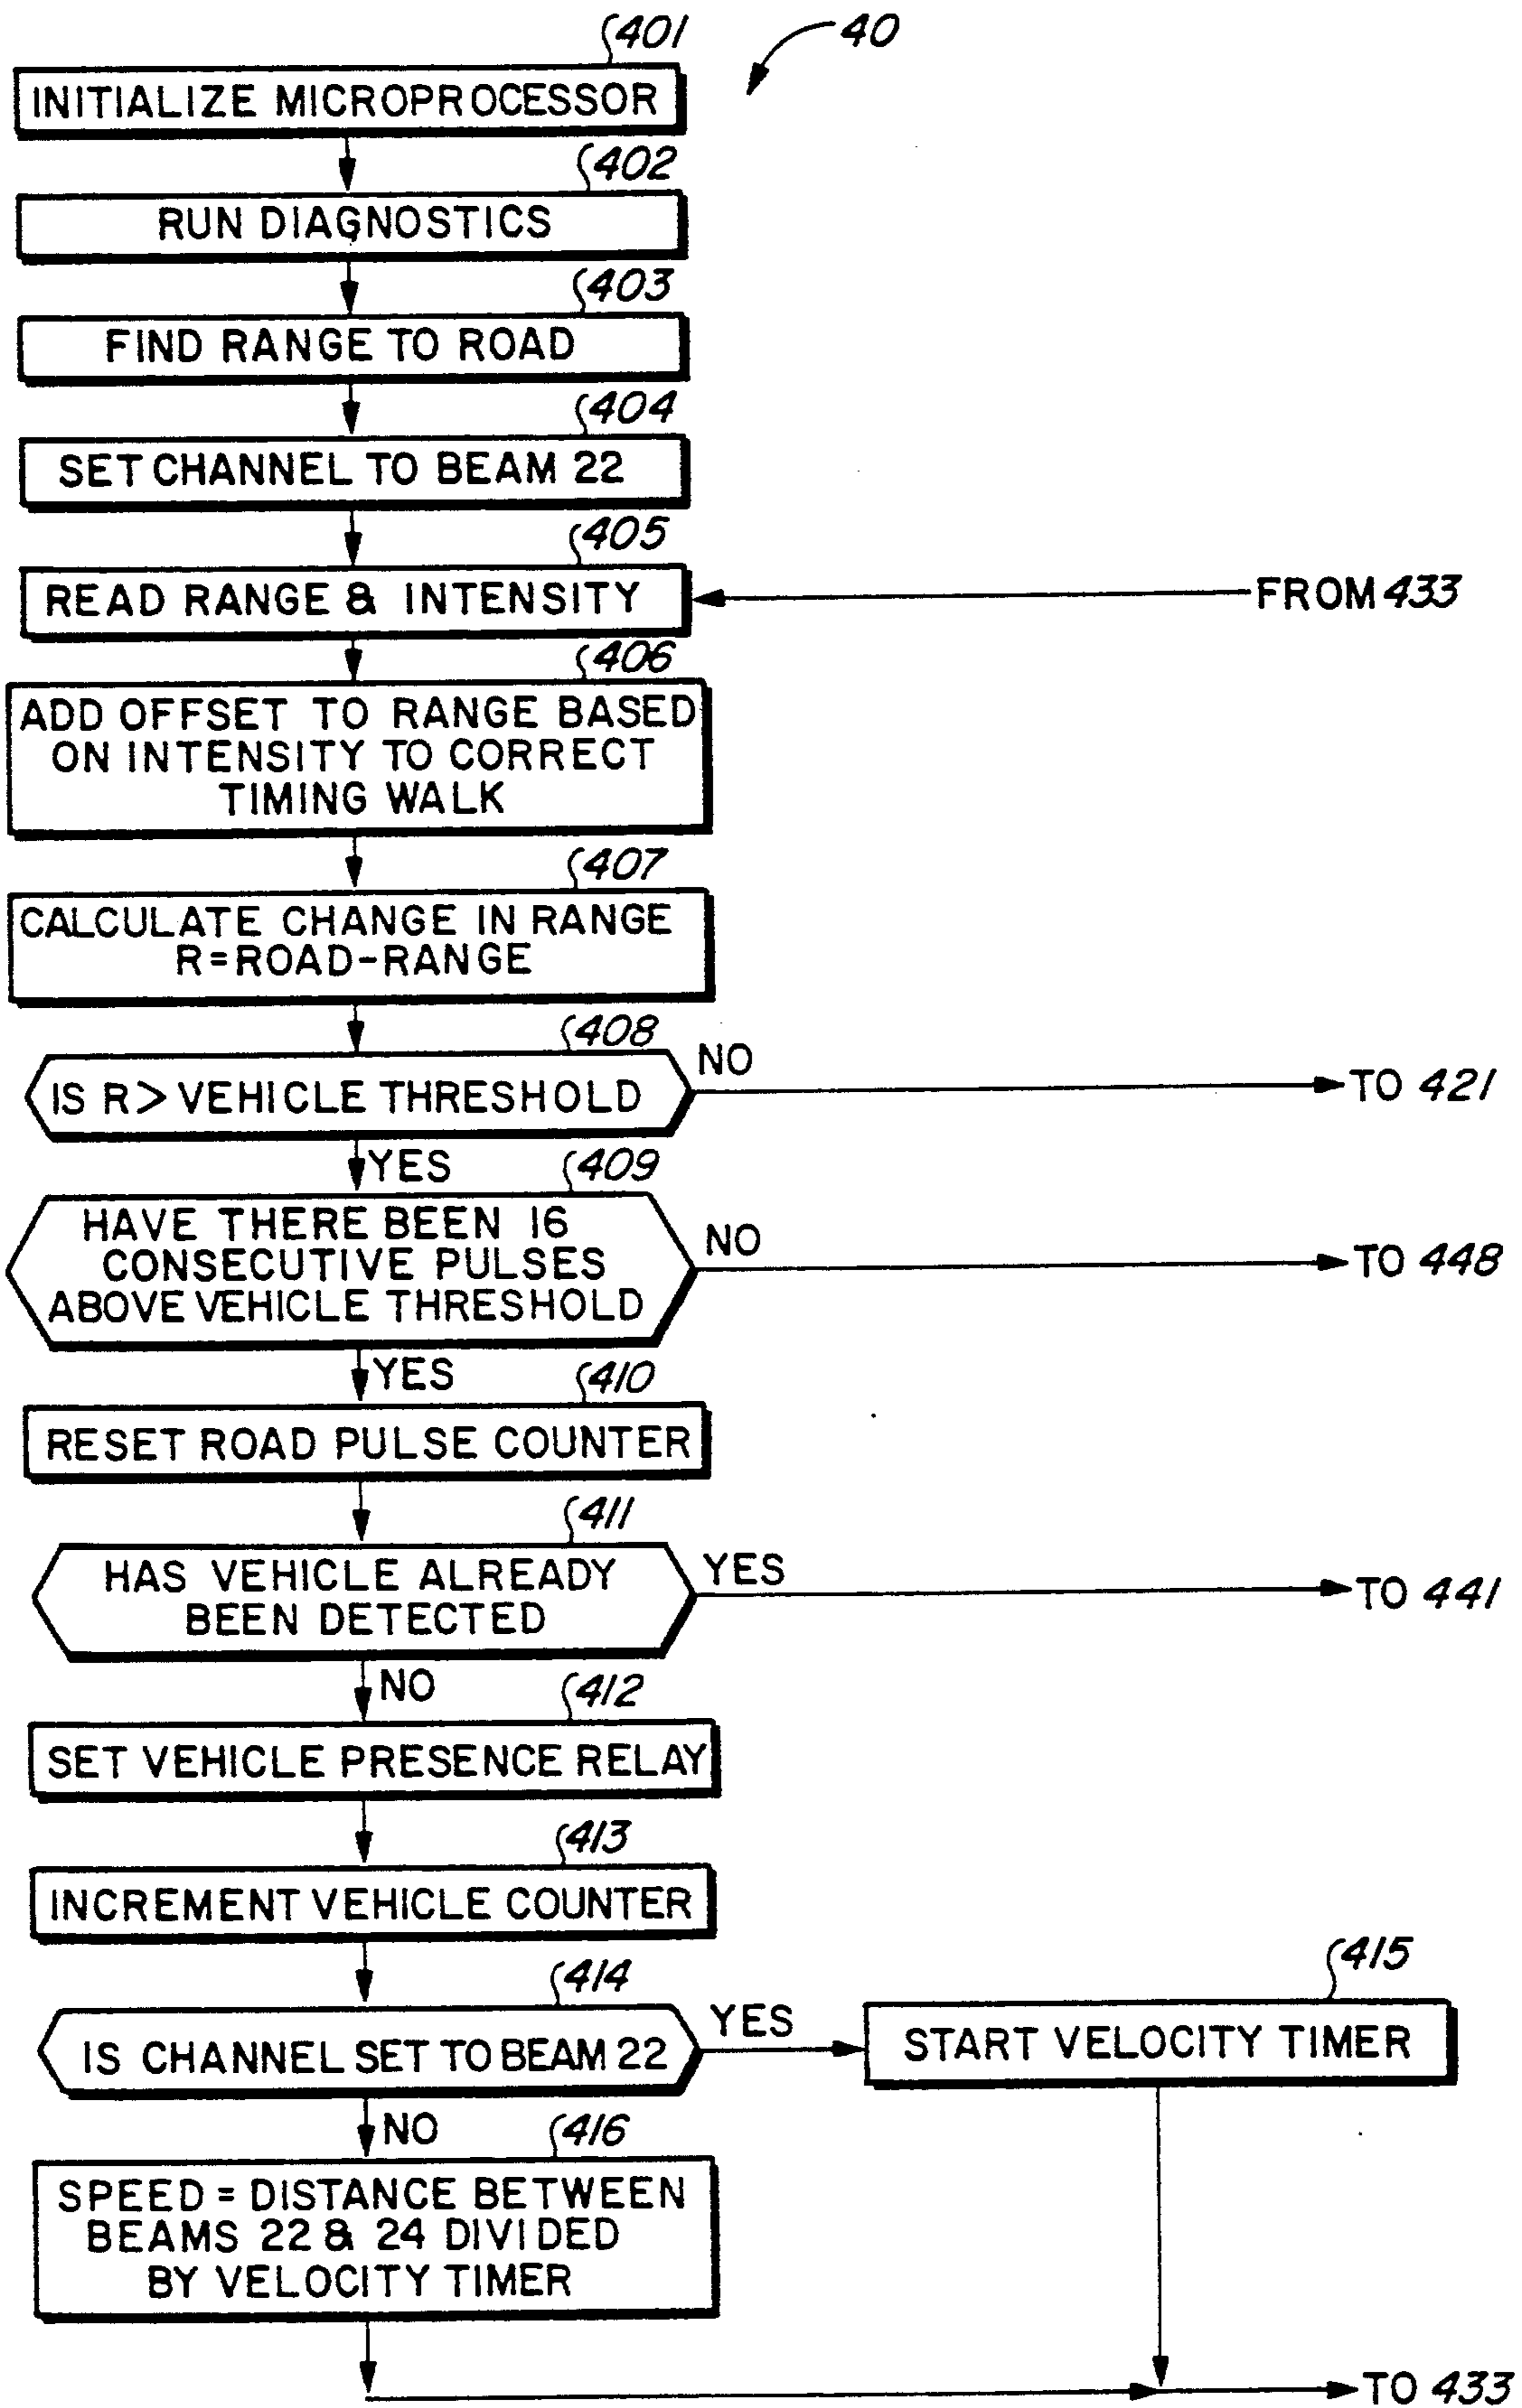 401
40
INITIALIZE MICROPROCESSOR
402
RUN DIAGNOSTICS
403
FIND RANGE TO ROAD
404
SET CHANNEL TO BEAM 22
405
READ RANGE & INTENSITY
FROM 433
406
ADD OFFSET TO RANGE BASED
ON INTENSITY TO CORRECT
TIMING WALK
407
CALCULATE CHANGE IN RANGE
R=ROAD-RANGE
408
NO
IS R> VEHICLE THRESHOLD
TO 421
YES
409
HAVE THERE BEEN 16
CONSECUTIVE PULSES
ABOVE VEHICLE THRESHOLD
NO
TO 448
YES
410
RESET ROAD PULSE COUNTER
411
HAS VEHICLE ALREADY
BEEN DETECTED
YES
TO 441
NO
412
SET VEHICLE PRESENCE RELAY
413
INCREMENT VEHICLE COUNTER
414
IS CHANNEL SET TO BEAM 22
YES
415
START VELOCITY TIMER
NO
416
SPEED = DISTANCE BETWEEN
BEAMS 22 & 24 DIVIDED
BY VELOCITY TIMER
TO 433